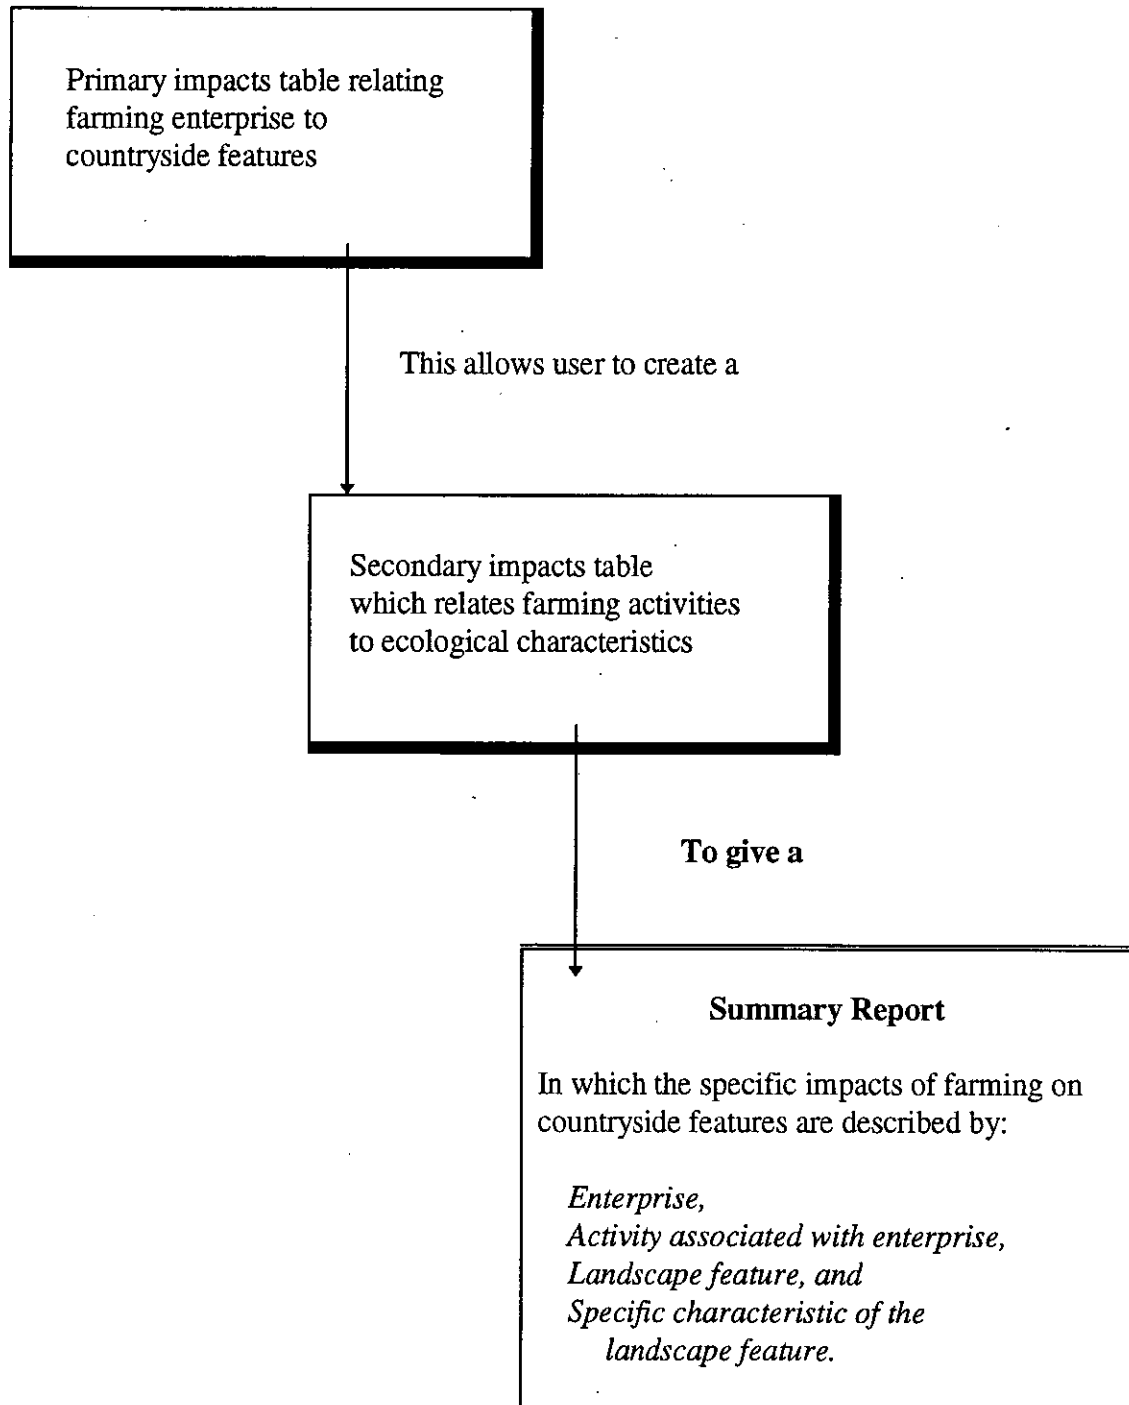 Primary impacts table relating
farming enterprise to
countryside features
This allows user to create a
Secondary impacts table
which relates farming activities
to ecological characteristics
To give a
Summary Report
In which the specific impacts of farming on
countryside features are described by:
Enterprise,
Activity associated with enterprise,
Landscape feature, and
Specific characteristic of the
landscape feature.